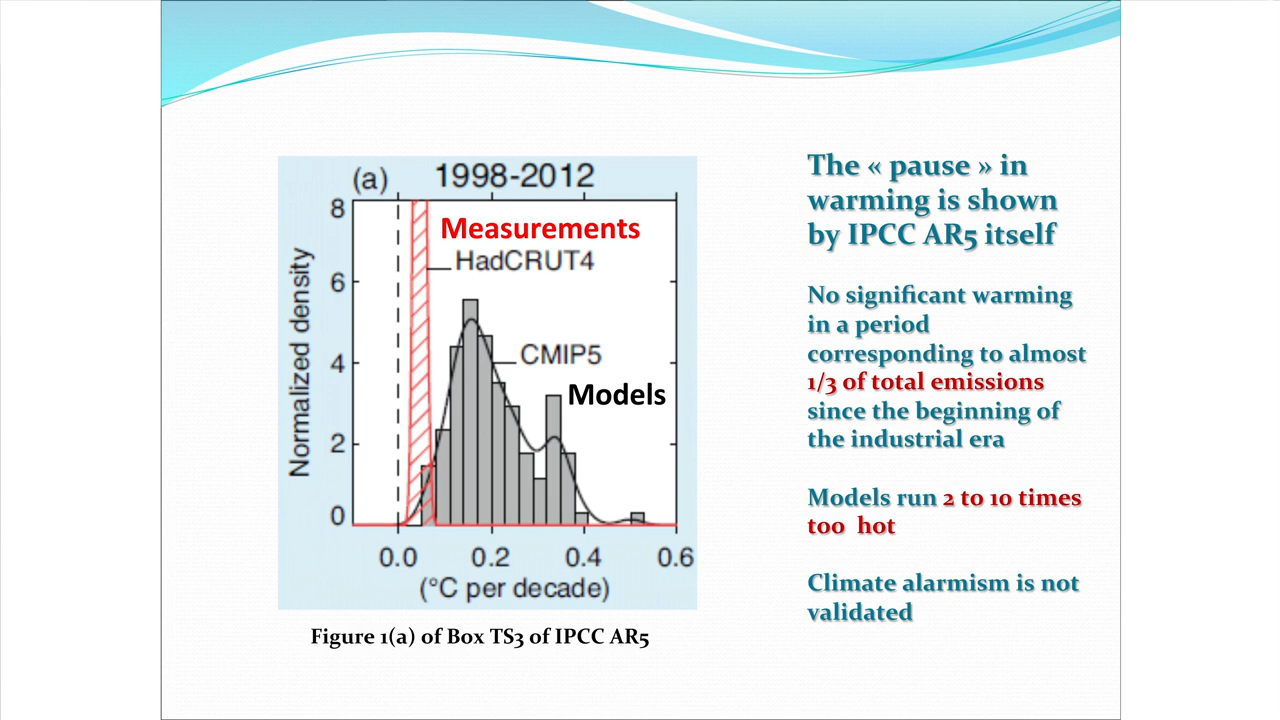 (a) 1998-2012
8
6
4
2
0
Normalized density
Measurements
HadCRUT4
CMIP5
Models
0.0 0.2 0.4 0.6
(°C per decade)
Figure 1(a) of Box TS3 of IPCC AR5
The « pause » in
warming is shown
by IPCC AR5 itself
No significant warming
in a period
corresponding to almost
1/3 of total emissions
since the beginning of
the industrial era
Models run 2 to 10 times
too hot
Climate alarmism is not
validated